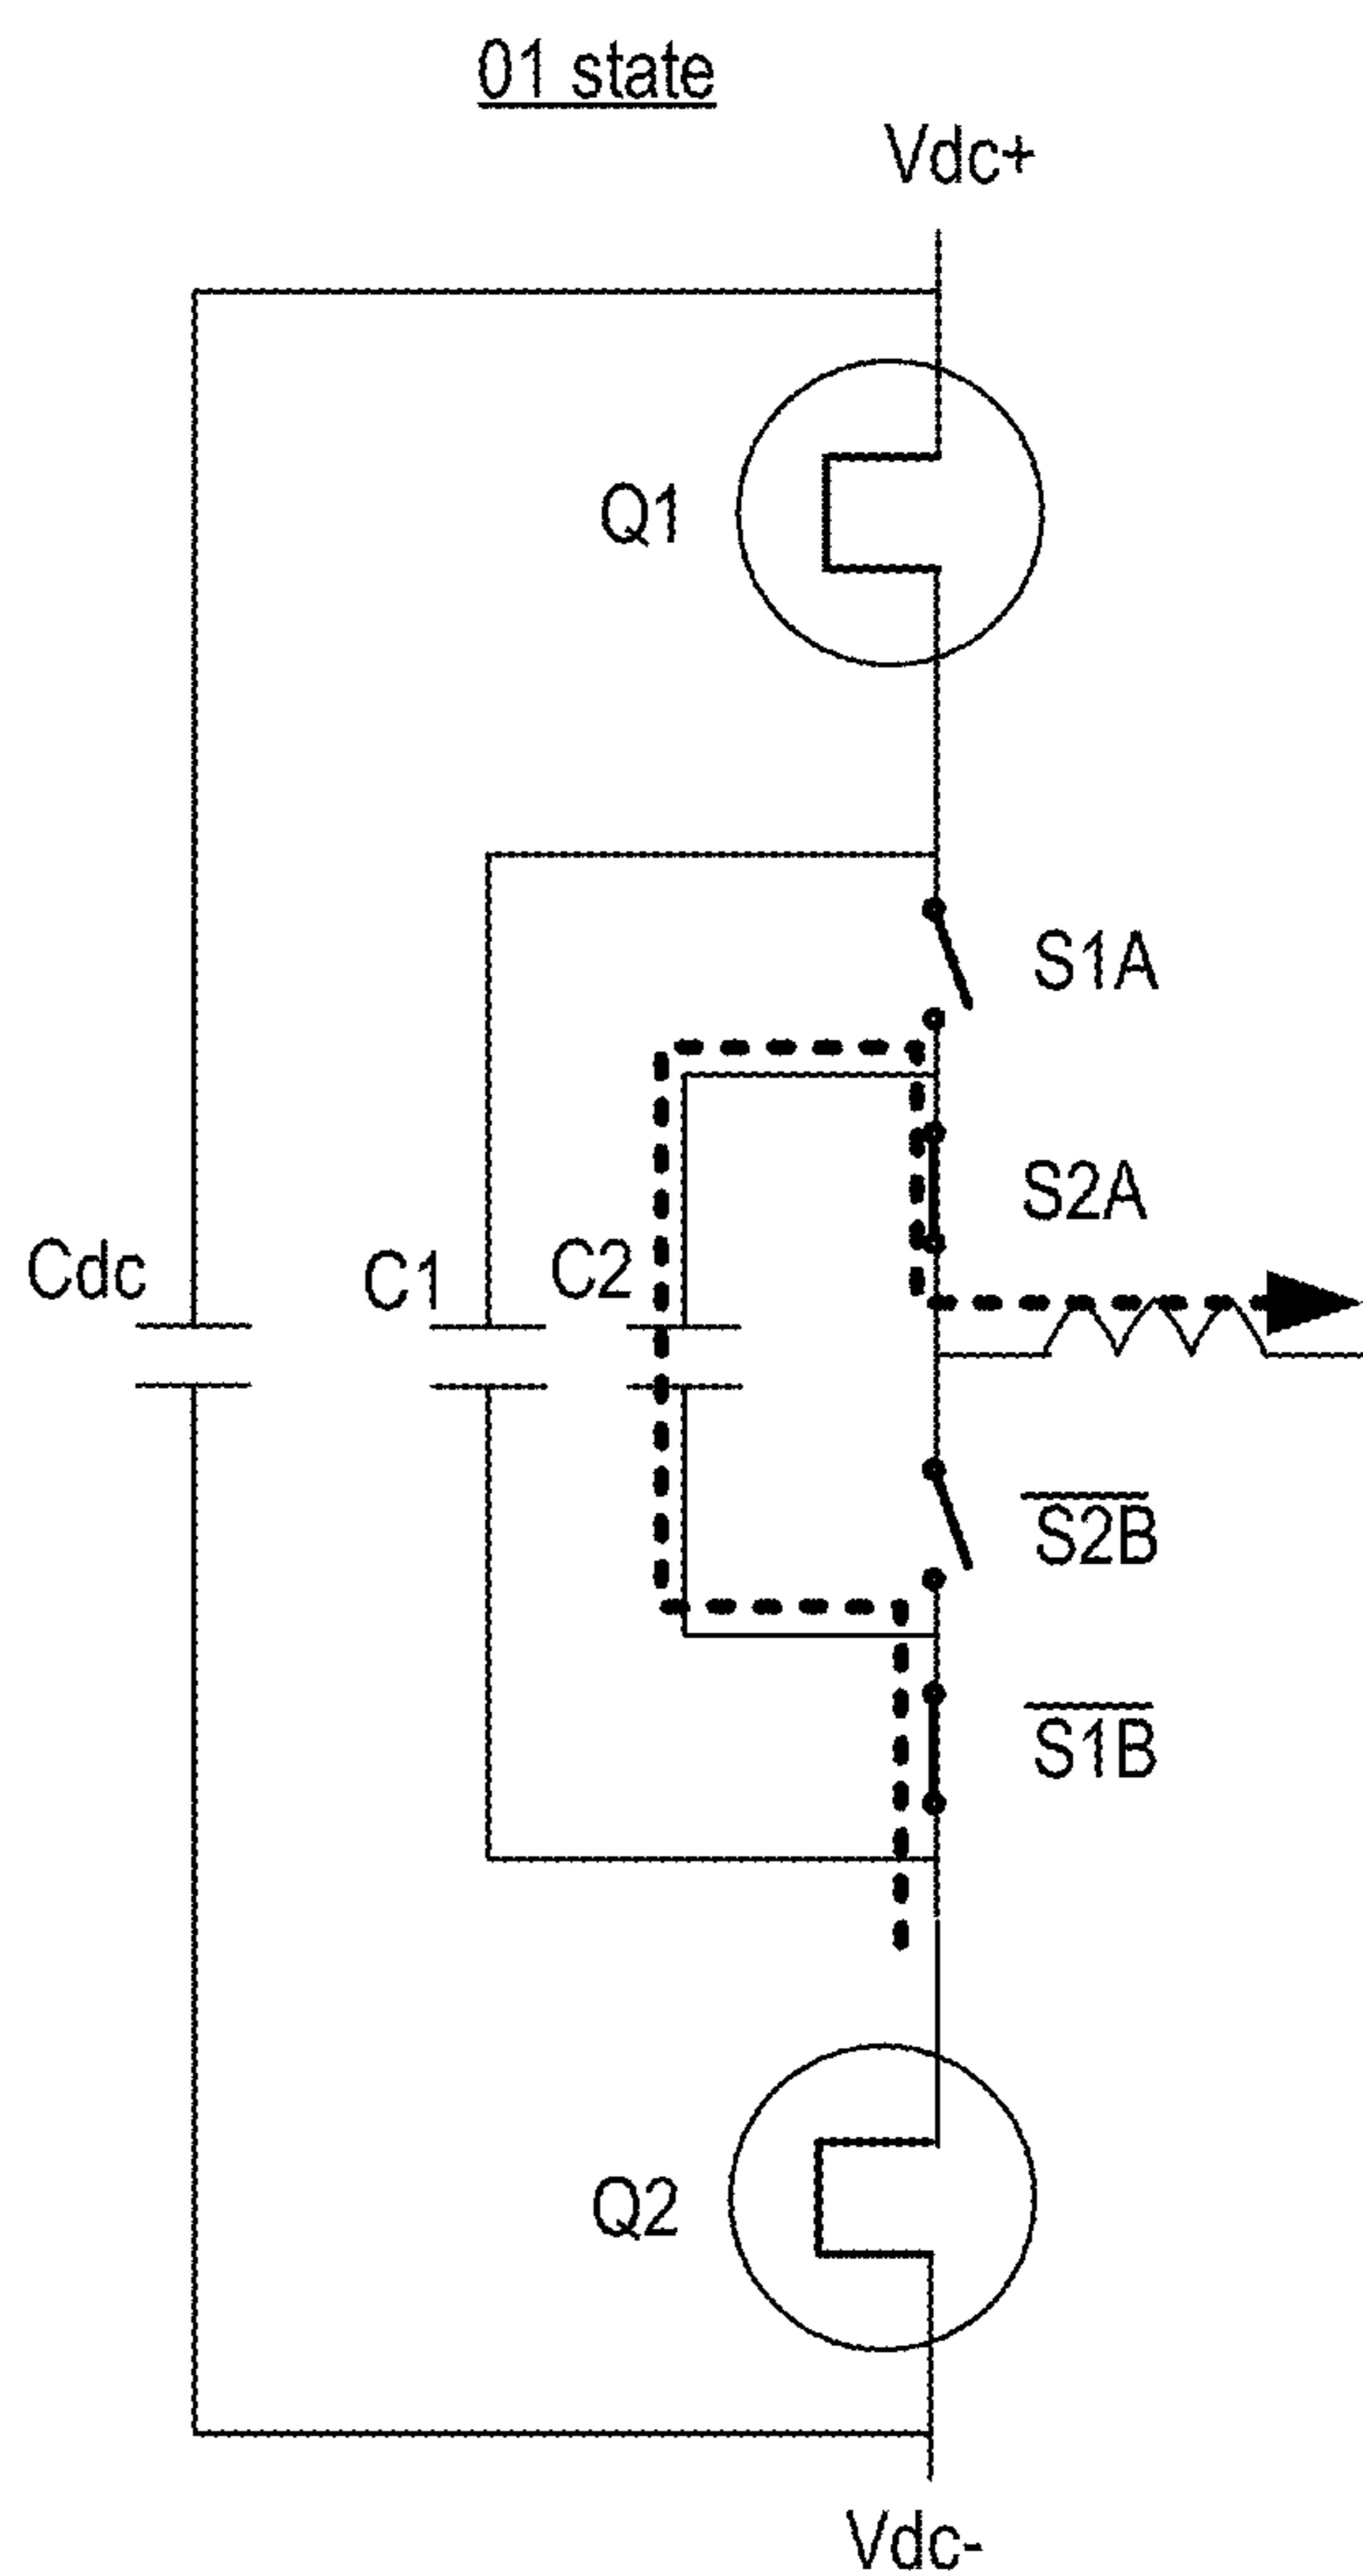 01 state
Vdc+
Q1
S1A
S2A
Cdc
C1
C2
S2B
S1B
Q2
Vdc-